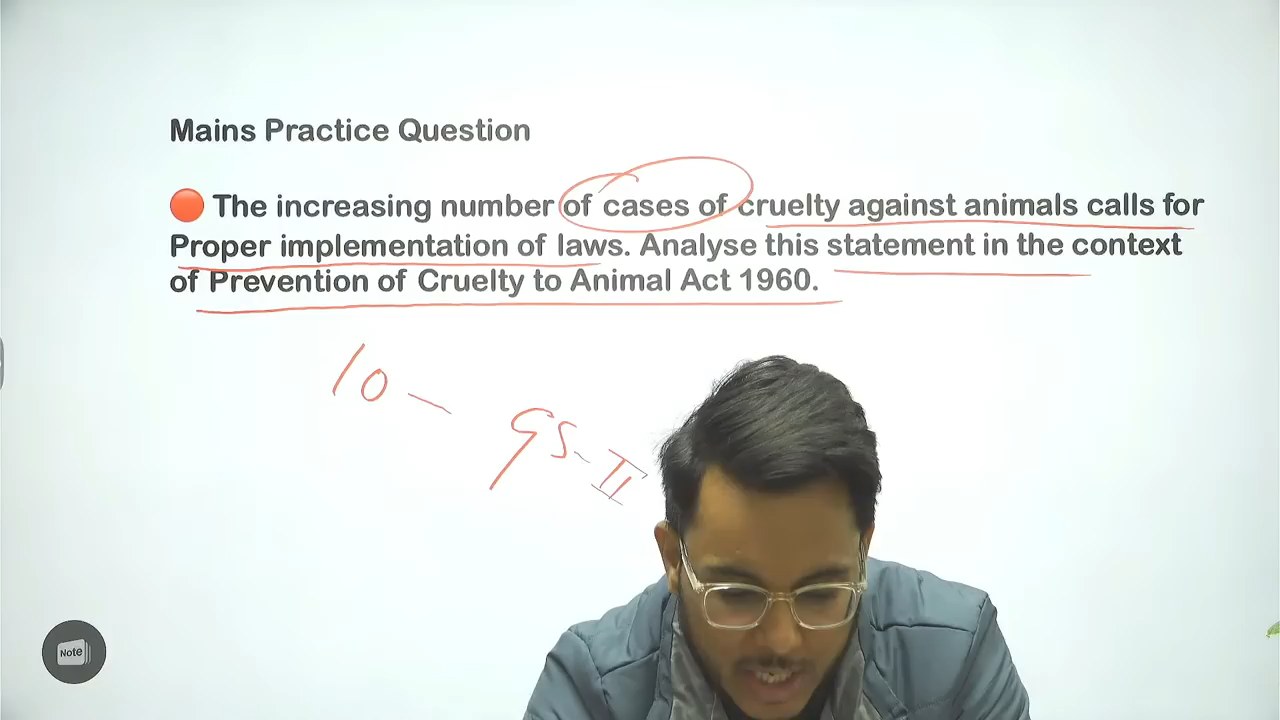 Mains Practice Question
The increasing number of cases of cruelty against animals calls for
Proper implementation of laws. Analyse this statement in the context
of Prevention of Cruelty to Animal Act 1960.
10 - GS-II
Note